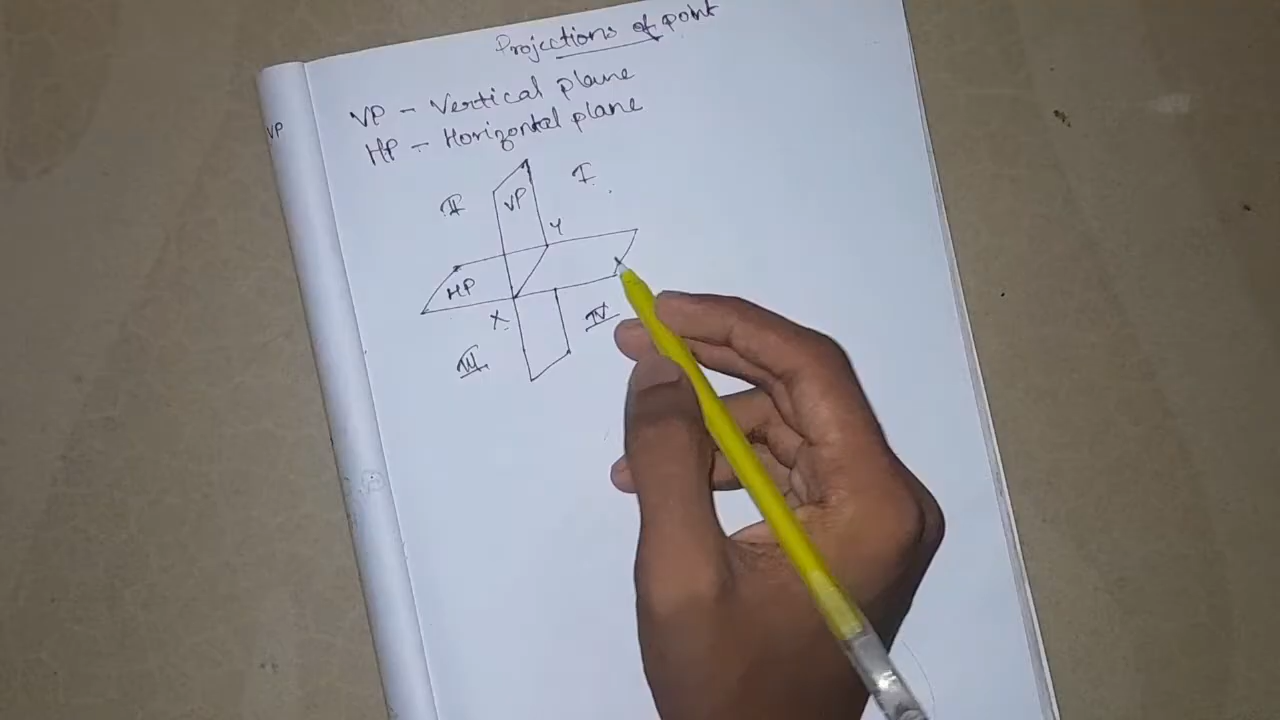 Projections of point
VP - Vertical plane
HP - Horizontal plane
VP
II
I
VP
Y
HP
X
IV
III